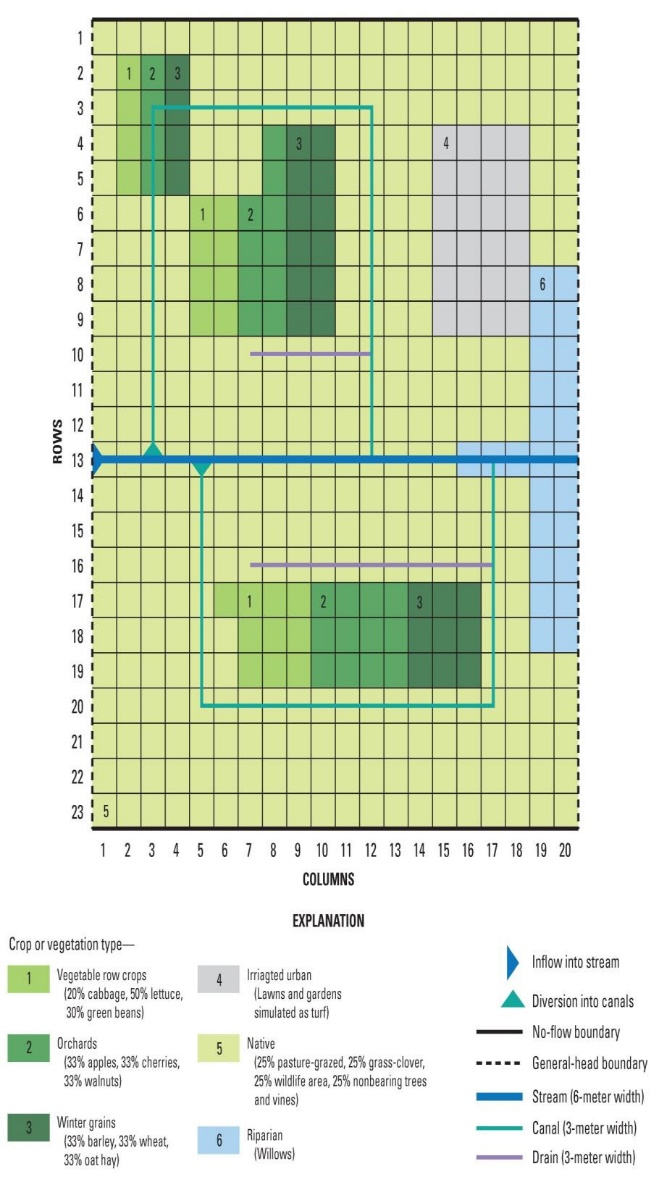 1
2
1 2 3
3
4
3 4
5
6
1 2
7
8
6
9
10
11
12
ROWS
13
14
15
16
17
1 2 3
18
19
20
21
22
23
5
1 2 3 4 5 6 7 8 9 10 11 12 13 14 15 16 17 18 19 20
COLUMNS
EXPLANATION
Crop or vegetation type—
1
Vegetable row crops
(20% cabbage, 50% lettuce,
30% green beans)
2
Orchards
(33% apples, 33% cherries,
33% walnuts)
3
Winter grains
(33% barley, 33% wheat,
33% oat hay)
4
Irriagted urban
(Lawns and gardens
simulated as turf)
5
Native
(25% pasture-grazed, 25% grass-clover,
25% wildlife area, 25% nonbearing trees
and vines)
6
Riparian
(Willows)
Inflow into stream
Diversion into canals
No-flow boundary
General-head boundary
Stream (6-meter width)
Canal (3-meter width)
Drain (3-meter width)